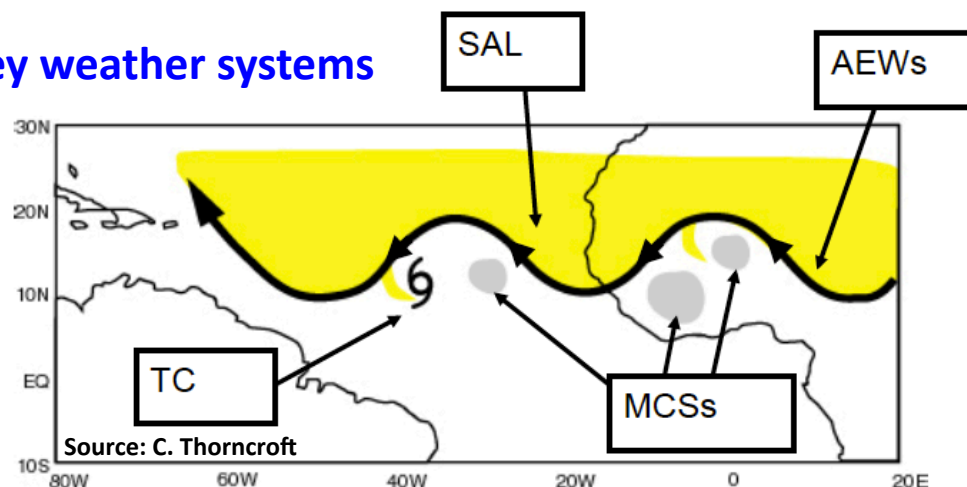 ey weather systems
SAL
AEWs
30N
20N
10N
EQ
10S
TC
MCSs
Source: C. Thorncroft
80W 60W 40W 20W 0 20E